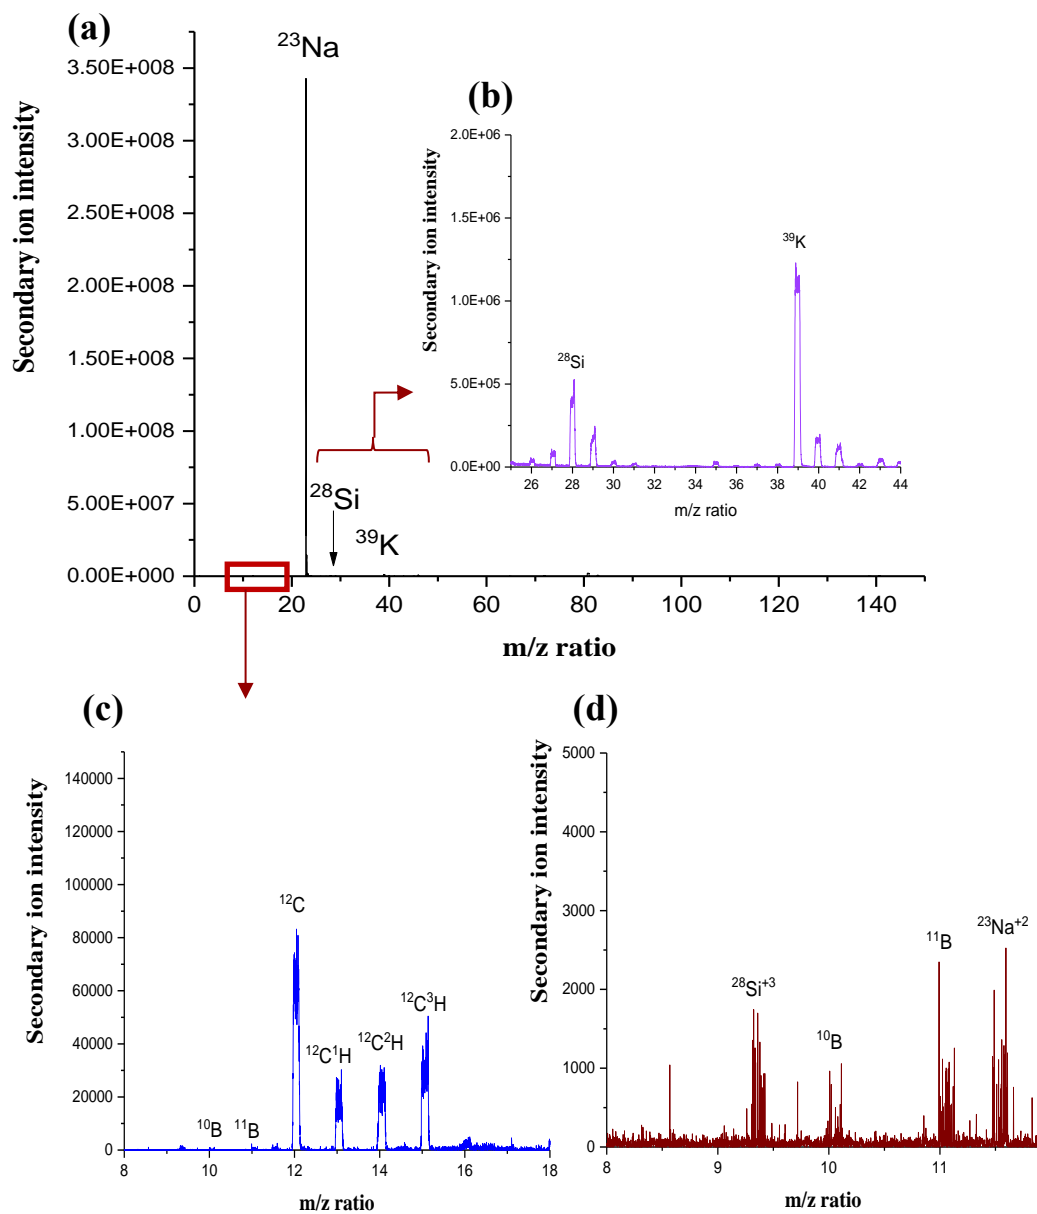 (a)
²³Na
3.50E+008
3.00E+008
2.50E+008
2.00E+008
1.50E+008
1.00E+008
5.00E+007
0.00E+000
Secondary ion intensity
²⁸Si
³⁹K
0 20 40 60 80 100 120 140
m/z ratio
(b)
2.0E+06
1.5E+06
1.0E+06
5.0E+05
0.0E+00
Secondary ion intensity
³⁹K
²⁸Si
26 28 30 32 34 36 38 40 42 44
m/z ratio
(c)
140000
120000
100000
80000
60000
40000
20000
0
Secondary ion intensity
¹²C
¹²C³H
¹²C²H
¹²C¹H
¹⁰B
¹¹B
8 10 12 14 16 18
m/z ratio
(d)
5000
4000
3000
2000
1000
0
Secondary ion intensity
²³Na⁺²
¹¹B
²⁸Si⁺³
¹⁰B
8 9 10 11
m/z ratio